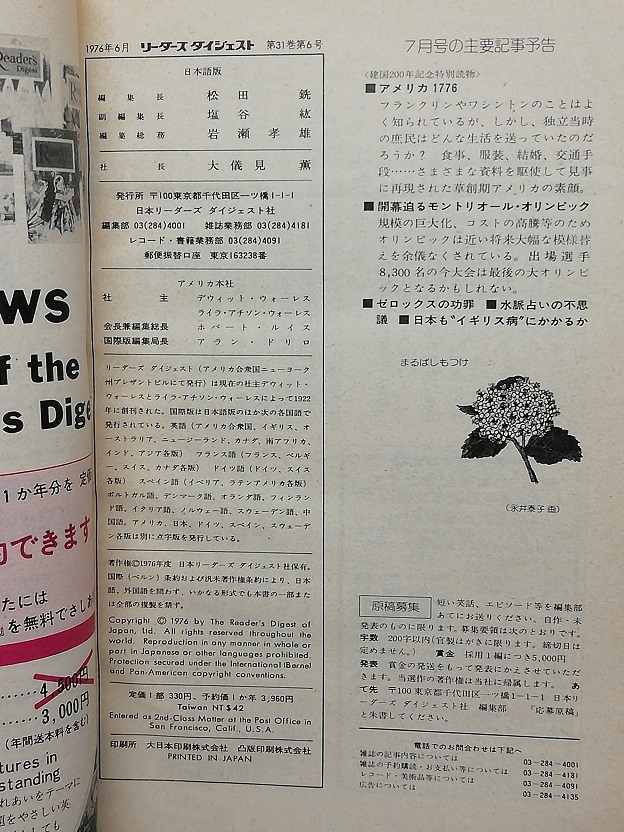 Reader's
Digest
ws
f the
s Dige
1か年分を 定価
できます
たには
を無料でさしあ
4,500円
3,000円
(年間送本料を含む)
tures in
standing
れあいをテーマに
をやさしい英
1976年6月 リーダーズ ダイジェスト 第31巻第6号
日本語版
編集長 松田 銑
副編集長 塩谷 紘
編集総務 岩瀬孝雄
社長 大儀見 薫
発行所 〒100東京都千代田区一ツ橋1-1-1
日本リーダーズ ダイジェスト社
編集部 03(284)4001 雑誌業務部 03(284)4181
レコード・書籍業務部 03(284)4091
郵便振替口座 東京163238番
アメリカ本社
社主 デウィット・ウォーレス
ライラ・アチソン・ウォーレス
会長兼編集総長 ホバート・ルイス
国際版編集局長 アラン・ドリロ
リーダーズ ダイジェスト(アメリカ合衆国ニューヨーク
州プレザントビルにて発行)は現在の社主デウィット・
ウォーレスとライラ・アチソン・ウォーレスによって1922
年に創刊された。国際版は日本語版のほか次の各国語で
発行されている。英語(アメリカ合衆国、イギリス、オ
ーストラリア、ニュージーランド、カナダ、南アフリカ、
インド、アジア各版) フランス語(フランス、ベルギ
ー、スイス、カナダ各版) ドイツ語(ドイツ、スイス
各版) スペイン語(イベリア、ラテンアメリカ各版)
ポルトガル語、デンマーク語、オランダ語、フィンラン
ド語、イタリア語、ノルウェー語、スウェーデン語、中
国語。アメリカ、日本、ドイツ、スペイン、スウェーデ
ン各版は別に点字版を発行している。
著作権©1976年度 日本リーダーズ ダイジェスト社保有。
国際(ベルン)条約および汎米著作権条約により、日本
語、外国語を問わず、いかなる形式でも本書の一部また
は全部の複製を禁ず。
Copyright © 1976 by The Reader's Digest of
Japan, Ltd. All rights reserved throughout the
world. Reproduction in any manner in whole or
part in Japanese or other languages prohibited.
Protection secured under the International (Berne)
and Pan-American copyright conventions.
定価1部 330円、予約価1か年 3,960円
Taiwan NT$42
Entered as 2nd-Class Matter at the Post Office in
San Francisco, Calif., U.S.A.
印刷所 大日本印刷株式会社 凸版印刷株式会社
PRINTED IN JAPAN
7月号の主要記事予告
〈建国200年記念特別読物〉
■アメリカ1776
フランクリンやワシントンのことはよ
く知られているが、しかし、独立当時
の庶民はどんな生活を送っていたのだ
ろうか? 食事、服装、結婚、交通手
段……さまざまな資料を駆使して見事
に再現された草創期アメリカの素顔。
■開幕迫るモントリオール・オリンピック
規模の巨大化、コストの高騰等のため
オリンピックは近い将来大幅な模様替
えを余儀なくされている。出場選手
8,300名の今大会は最後の大オリンピ
ックとなるかもしれない。
■ゼロックスの功罪 ■水脈占いの不思
議 ■日本も“イギリス病”にかかるか
まるばしもつけ
(永井泰子 画)
原稿募集 短い笑話、エピソード等を編集部
あてにお送りください。自作・未
発表のものに限ります。募集要領は次のとおりです。
字数 200字以内(官製はがきに限ります。締切日は
定めません。) 賞金 採用1編につき5,000円
発表 賞金の発送をもって発表にかえさせていただ
きます。当選作の著作権は当社に帰属します。 あ
て先 〒100東京都千代田区一ツ橋1-1-1 日本リ
ーダーズ ダイジェスト社 編集部 「応募原稿」
と朱書してください。
電話でのお問合わせは下記へ
雑誌の記事内容については 03-284-4001
雑誌の予約購読・お支払い等については 03-284-4181
レコード・美術品等については 03-284-4091
広告については 03-284-4135